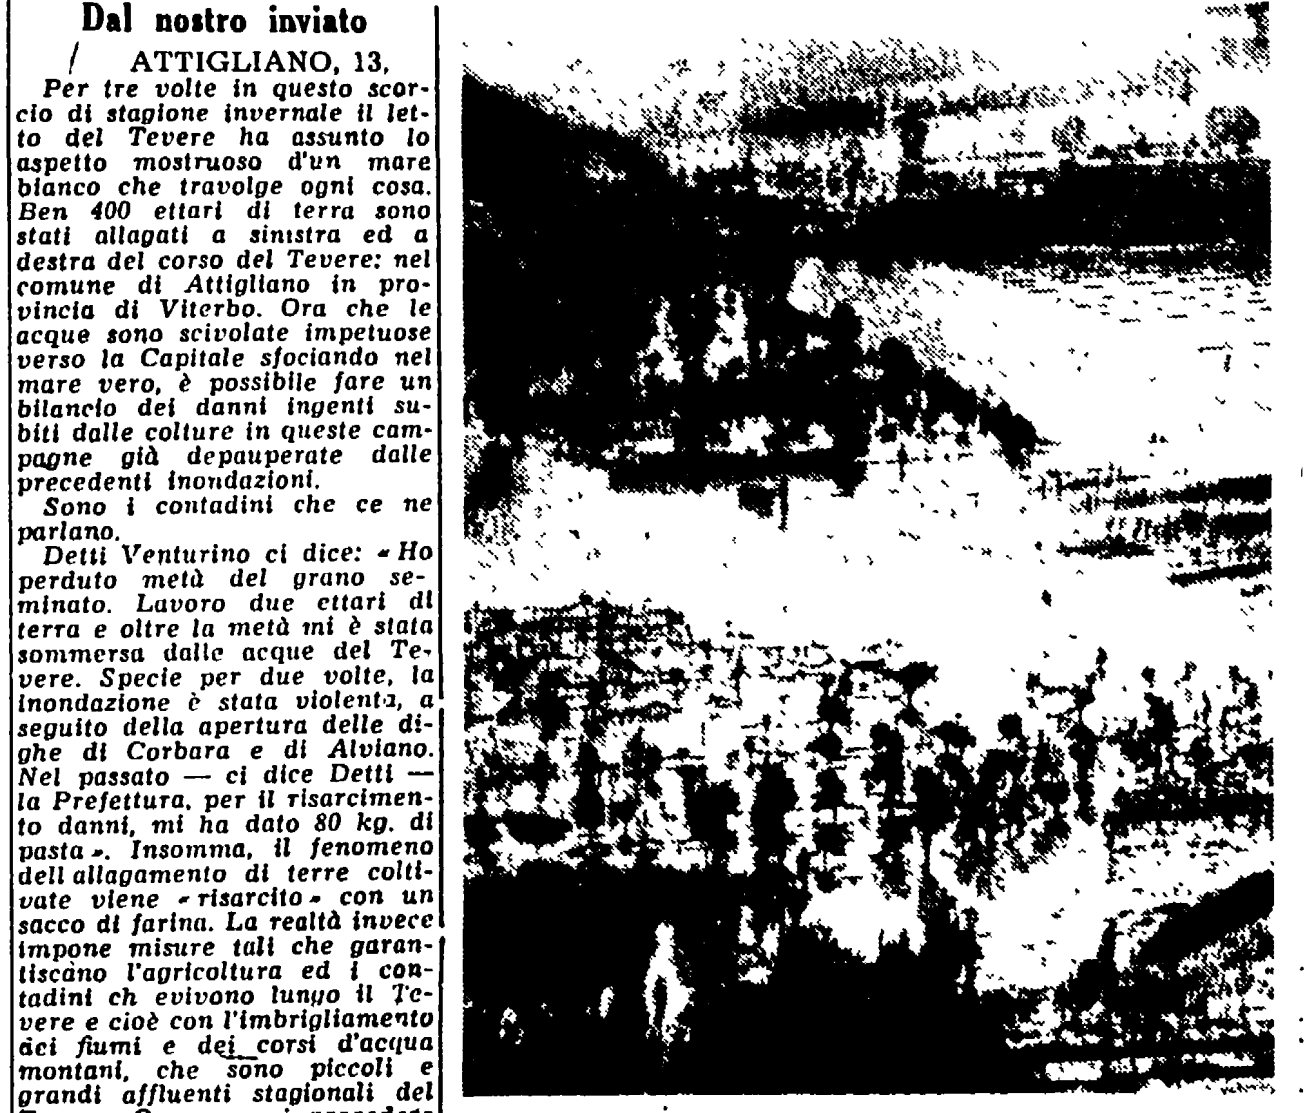 Dal nostro inviato
ATTIGLIANO, 13,
Per tre volte in questo scor-
cio di stagione invernale il let-
to del Tevere ha assunto lo
aspetto mostruoso d'un mare
bianco che travolge ogni cosa.
Ben 400 ettari di terra sono
stati allagati a sinistra ed a
destra del corso del Tevere: nel
comune di Attigliano in pro-
vincia di Viterbo. Ora che le
acque sono scivolate impetuose
verso la Capitale sfociando nel
mare vero, è possibile fare un
bilancio dei danni ingenti su-
biti dalle colture in queste cam-
pagne già depauperate dalle
precedenti inondazioni.
Sono i contadini che ce ne
parlano.
Detti Venturino ci dice: « Ho
perduto metà del grano se-
minato. Lavoro due ettari di
terra e oltre la metà mi è stata
sommersa dalle acque del Te-
vere. Specie per due volte, la
inondazione è stata violenta, a
seguito della apertura delle di-
ghe di Corbara e di Alviano.
Nel passato — ci dice Detti —
la Prefettura, per il risarcimen-
to danni, mi ha dato 80 kg. di
pasta ». Insomma, il fenomeno
dell'allagamento di terre colti-
vate viene « risarcito » con un
sacco di farina. La realtà invece
impone misure tali che garan-
tiscano l'agricoltura ed i con-
tadini ch evivono lungo il Te-
vere e cioè con l'imbrigliamento
dei fiumi e dei corsi d'acqua
montani, che sono piccoli e
grandi affluenti stagionali del